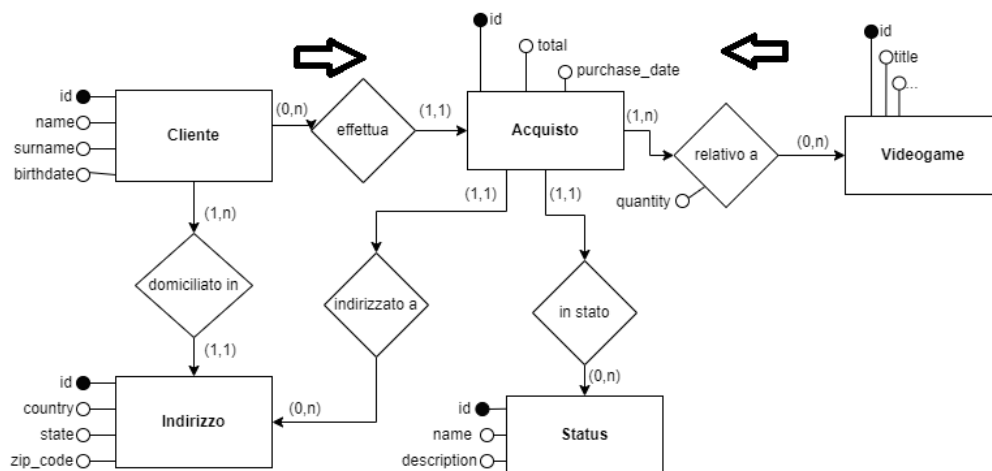 id
total
purchase_date
id
title
...
id
name
surname
birthdate
Cliente
(0,n)
effettua
(1,1)
Acquisto
(1,n)
relativo a
quantity
(0,n)
Videogame
(1,n)
domiciliato in
(1,1)
(1,1)
indirizzato a
(0,n)
(1,1)
in stato
(0,n)
id
country
state
zip_code
Indirizzo
id
name
description
Status